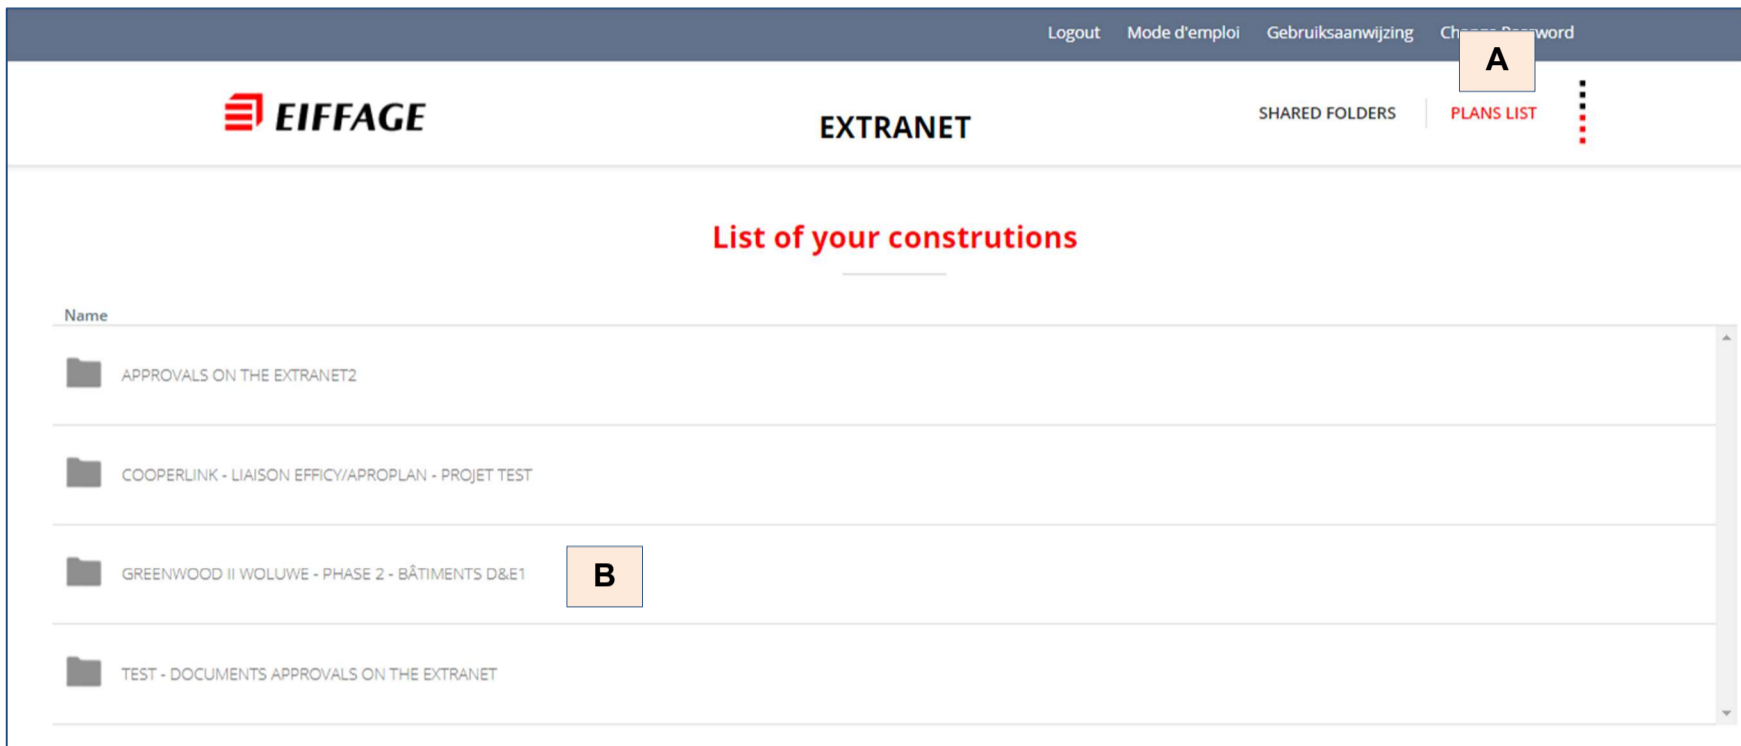 Logout Mode d'emploi Gebruiksaanwijzing Change Password
A
EIFFAGE EXTRANET SHARED FOLDERS PLANS LIST
List of your construtions
Name
APPROVALS ON THE EXTRANET2
COOPERLINK - LIAISON EFFICY/APROPLAN - PROJET TEST
GREENWOOD II WOLUWE - PHASE 2 - BÂTIMENTS D&E1 B
TEST - DOCUMENTS APPROVALS ON THE EXTRANET